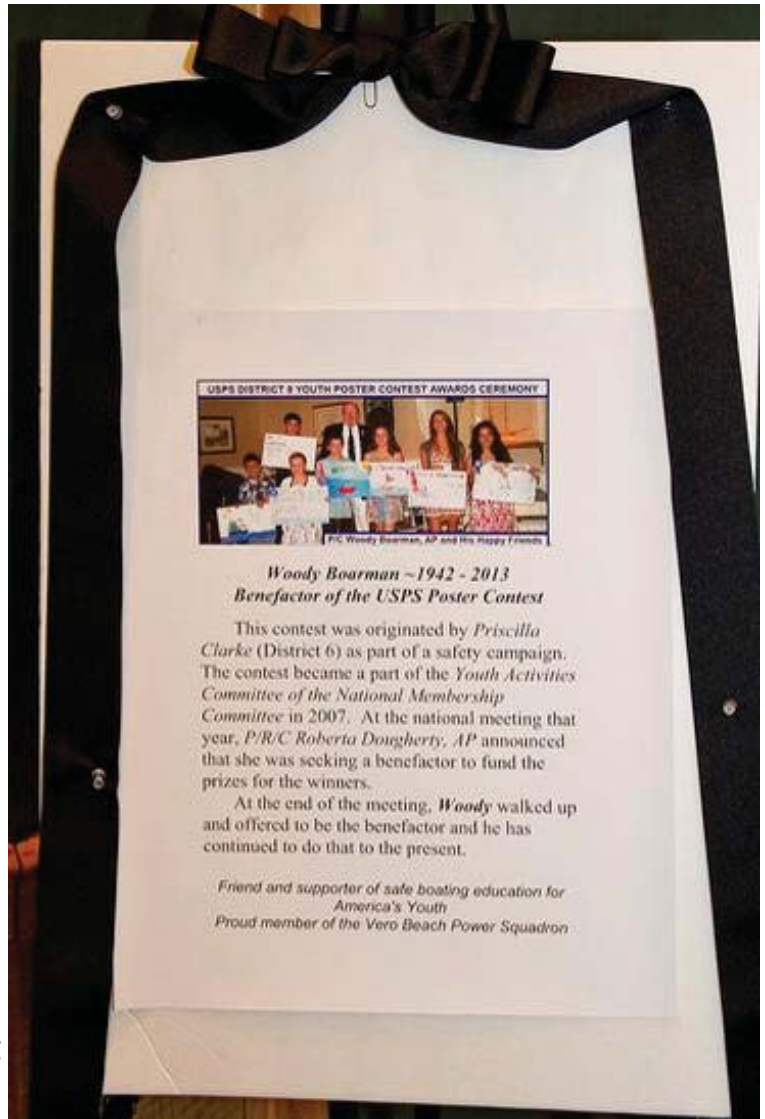 USPS DISTRICT 8 YOUTH POSTER CONTEST AWARDS CEREMONY
P/C Woody Boarman, AP and His Happy Friends
Woody Boarman ~1942 - 2013
Benefactor of the USPS Poster Contest
This contest was originated by Priscilla
Clarke (District 6) as part of a safety campaign.
The contest became a part of the Youth Activities
Committee of the National Membership
Committee in 2007. At the national meeting that
year, P/R/C Roberta Dougherty, AP announced
that she was seeking a benefactor to fund the
prizes for the winners.
At the end of the meeting, Woody walked up
and offered to be the benefactor and he has
continued to do that to the present.
Friend and supporter of safe boating education for
America's Youth
Proud member of the Vero Beach Power Squadron